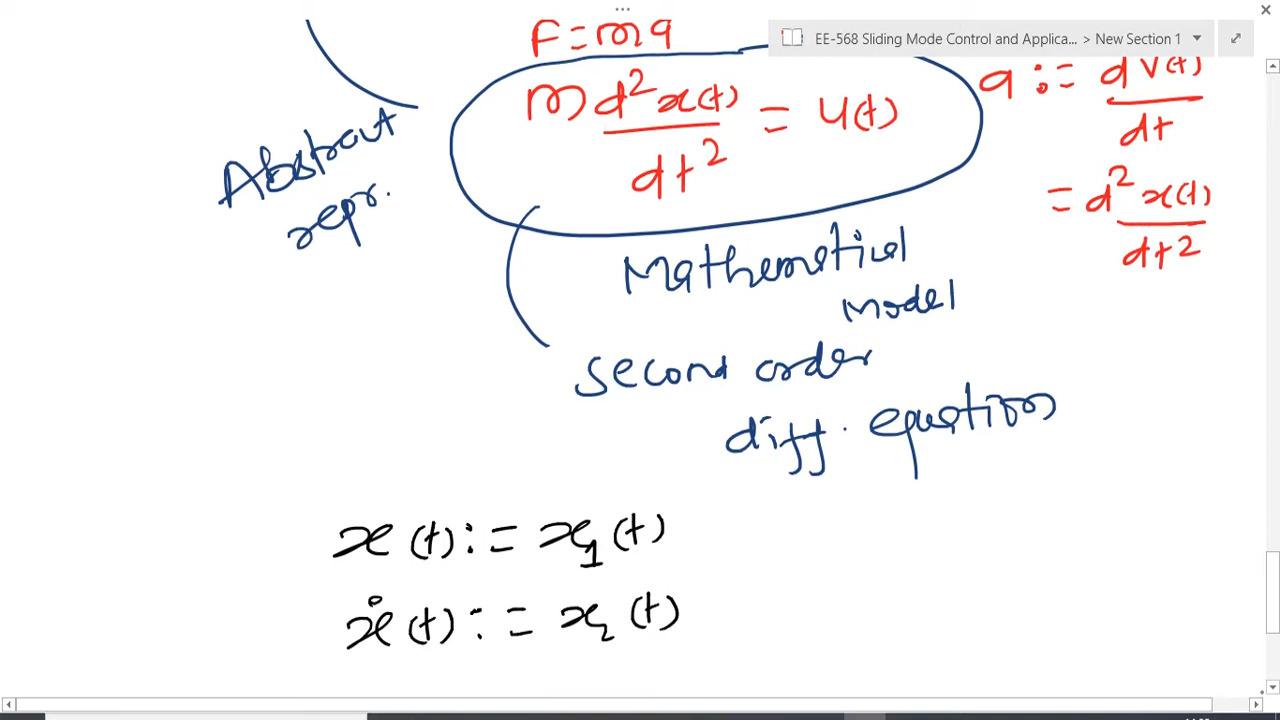 ...
EE-568 Sliding Mode Control and Applica... > New Section 1
F = ma
m d²x(t)/dt² = u(t)
a := dv(t)/dt
= d²x(t)/dt²
Abstract
repr.
Mathematical
Model
Second order
diff. equation
x(t) := x₁(t)
ẋ(t) := x₂(t)